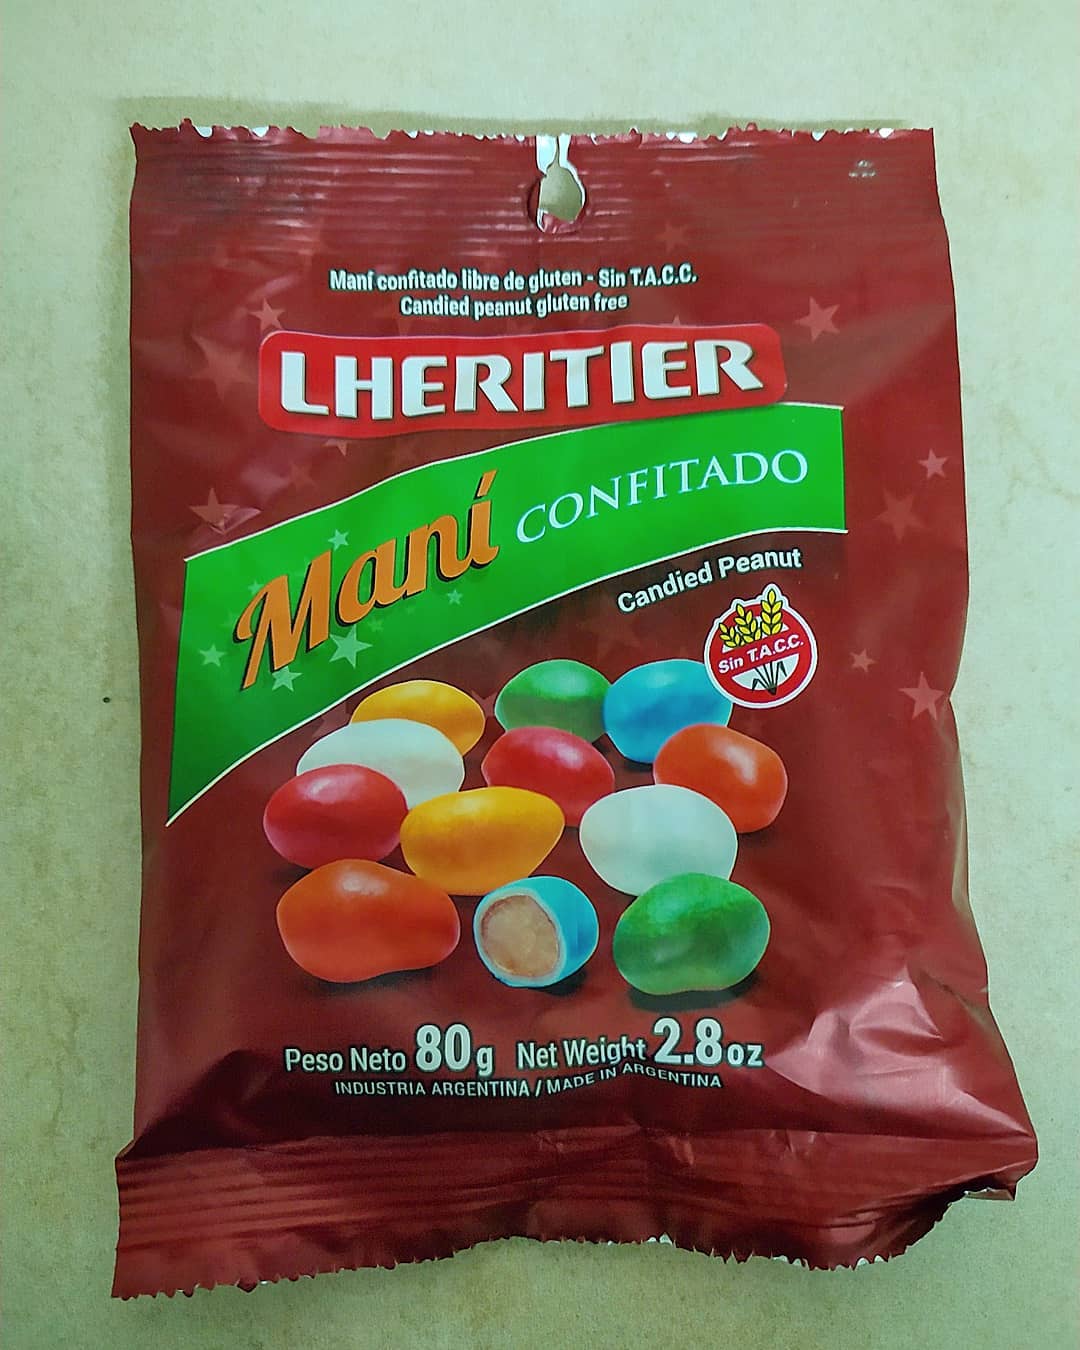 Maní confitado libre de gluten - Sin T.A.C.C.
Candied peanut gluten free
LHERITIER
Maní CONFITADO
Candied Peanut
Sin T.A.C.C.
Peso Neto 80g Net Weight 2.8oz
INDUSTRIA ARGENTINA / MADE IN ARGENTINA